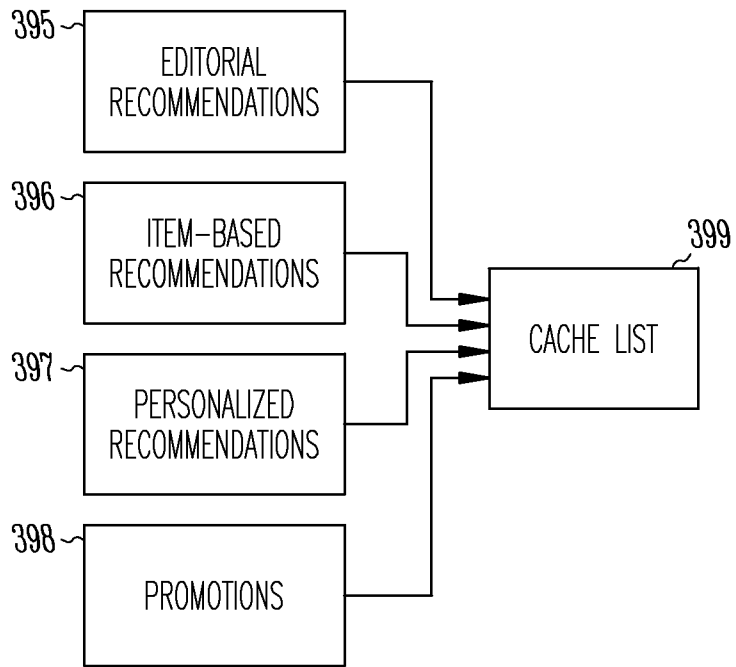 395
EDITORIAL
RECOMMENDATIONS
396
ITEM-BASED
RECOMMENDATIONS
399
CACHE LIST
397
PERSONALIZED
RECOMMENDATIONS
398
PROMOTIONS